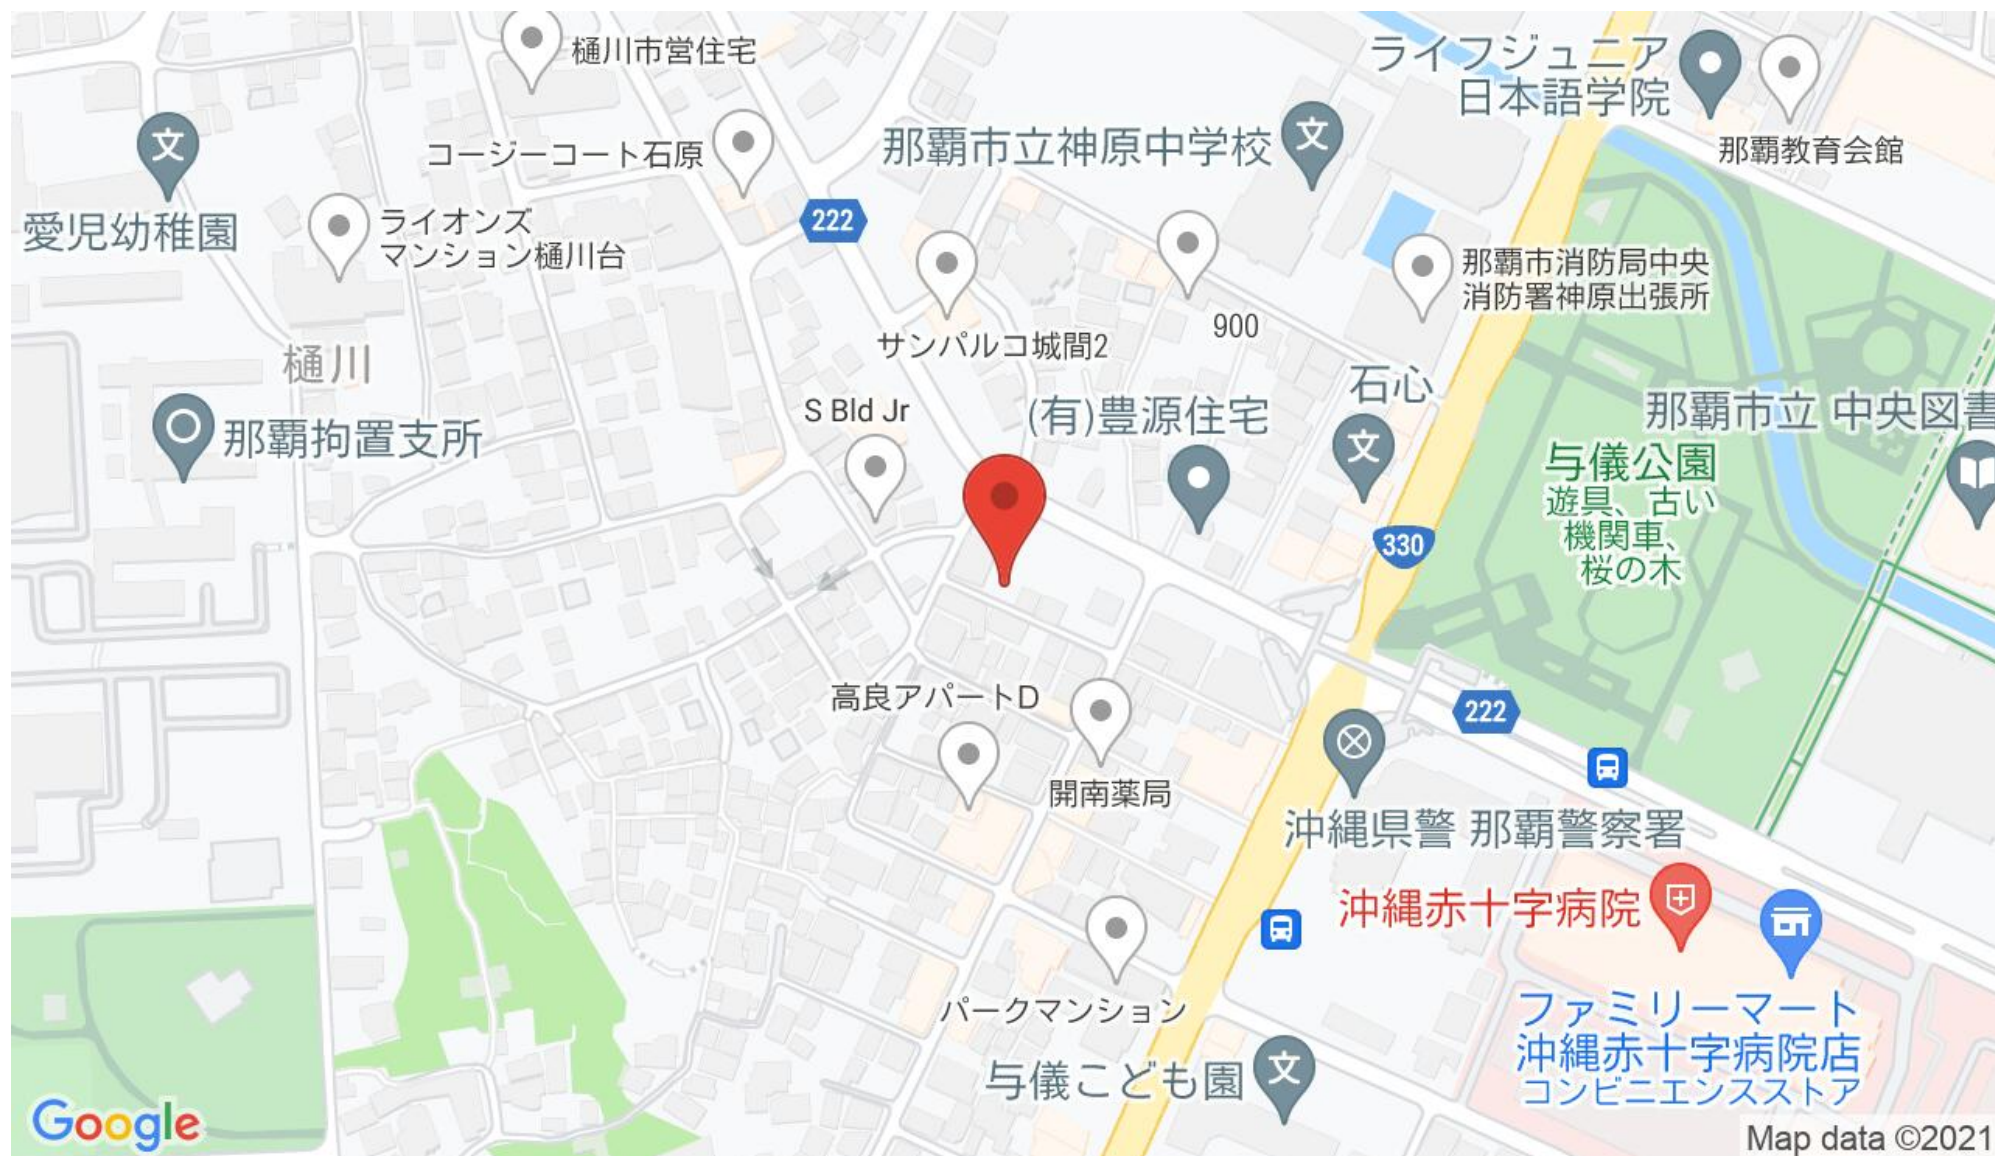 樋川市営住宅
ライフジュニア
日本語学院
那覇教育会館
文
コージーコート石原
那覇市立神原中学校
文
愛児幼稚園
ライオンズ
マンション樋川台
222
那覇市消防局中央
消防署神原出張所
900
サンパルコ城間2
樋川
石心
那覇市立 中央図書
S Bld Jr
(有)豊源住宅
文
那覇拘置支所
与儀公園
遊具、古い
機関車、
桜の木
330
高良アパートD
222
開南薬局
沖縄県警 那覇警察署
沖縄赤十字病院
パークマンション
ファミリーマート
沖縄赤十字病院店
コンビニエンスストア
与儀こども園
文
Google
Map data ©2021